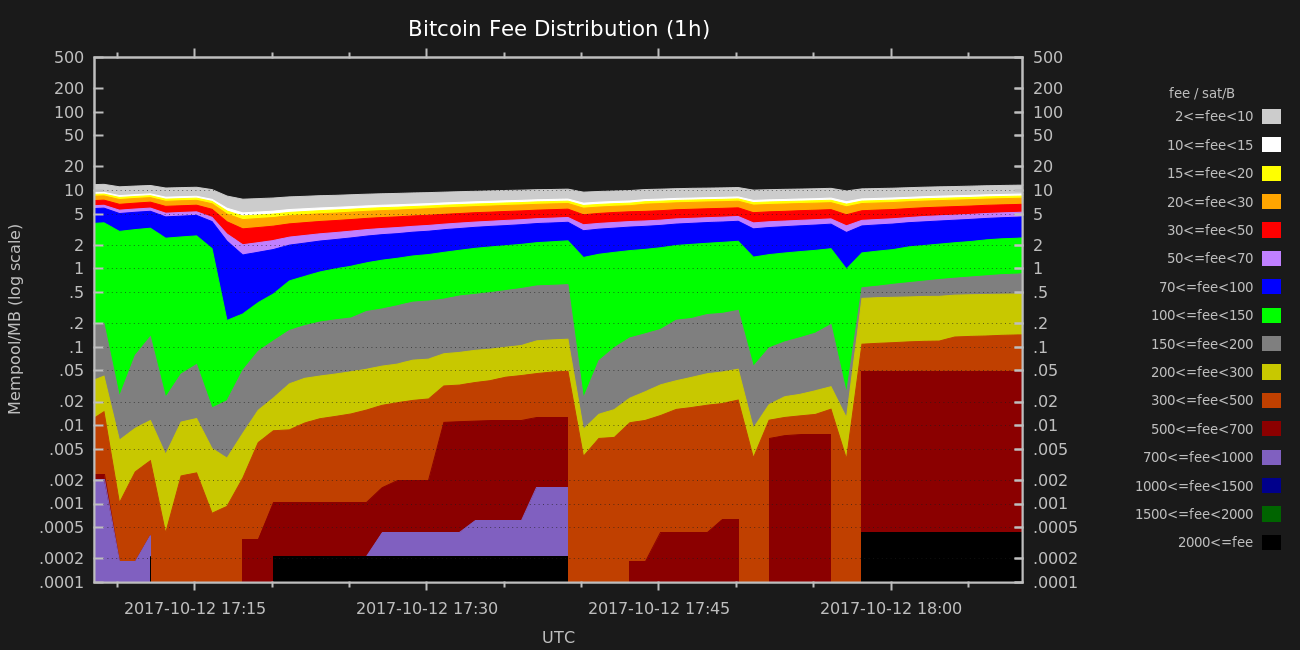 Bitcoin Fee Distribution (1h)
Mempool/MB (log scale)
500
200
100
50
20
10
5
2
1
.5
.2
.1
.05
.02
.01
.005
.002
.001
.0005
.0002
.0001
500
200
100
50
20
10
5
2
1
.5
.2
.1
.05
.02
.01
.005
.002
.001
.0005
.0002
.0001
2017-10-12 17:15 2017-10-12 17:30 2017-10-12 17:45 2017-10-12 18:00
UTC
fee / sat/B
2<=fee<10
10<=fee<15
15<=fee<20
20<=fee<30
30<=fee<50
50<=fee<70
70<=fee<100
100<=fee<150
150<=fee<200
200<=fee<300
300<=fee<500
500<=fee<700
700<=fee<1000
1000<=fee<1500
1500<=fee<2000
2000<=fee